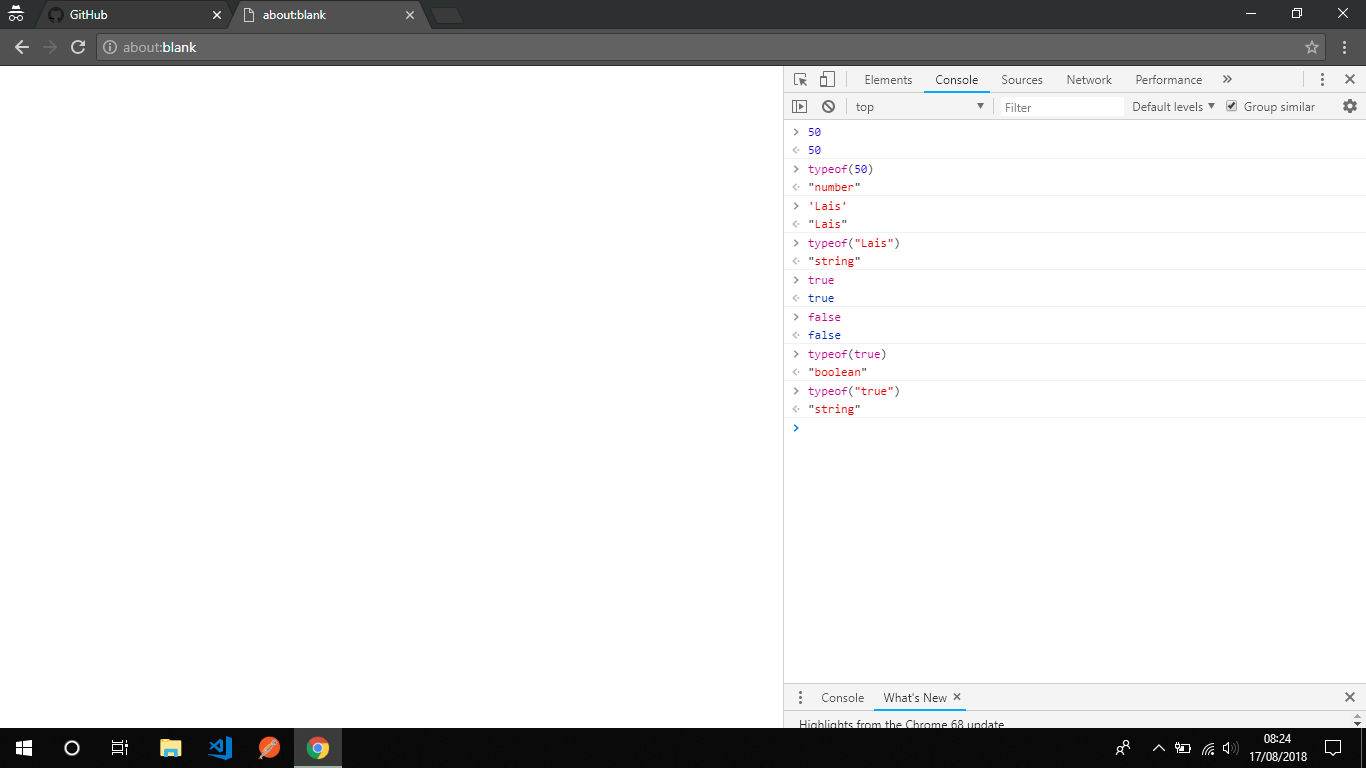 GitHub
about:blank
about:blank
Elements Console Sources Network Performance
top Filter Default levels Group similar
50
50
typeof(50)
"number"
'Lais'
"Lais"
typeof("Lais")
"string"
true
true
false
false
typeof(true)
"boolean"
typeof("true")
"string"
Console What's New
Highlights from the Chrome 68 update
08:24
17/08/2018